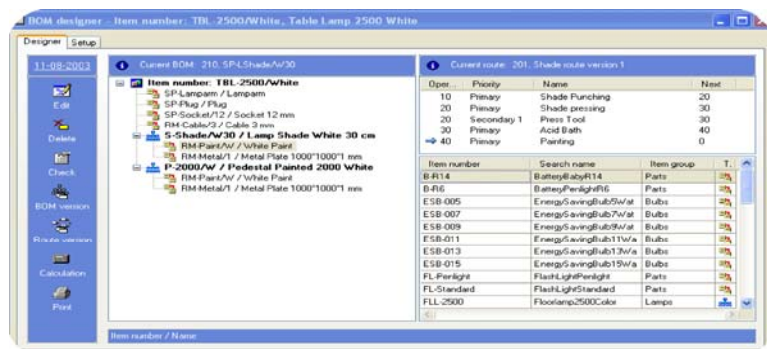 BOM designer - Item number: TBL-2500/White, Table Lamp 2500 White
Designer Setup
11-08-2003
Edit
Delete
Check
BOM version
Route version
Calculation
Print
Current BOM: 210, SP-LShade/W30
Item number: TBL-2500/White
SP-Lamparm / Lamparm
SP-Plug / Plug
SP-Socket/12 / Socket 12 mm
RM-Cable/3 / Cable 3 mm
S-Shade/W30 / Lamp Shade White 30 cm
RM-Paint/W / White Paint
RM-Metal/1 / Metal Plate 1000*1000*1 mm
P-2000/W / Pedestal Painted 2000 White
RM-Paint/W / White Paint
RM-Metal/1 / Metal Plate 1000*1000*1 mm
Current route: 201, Shade route version 1
Oper... Priority Name Next
10 Primary Shade Punching 20
20 Primary Shade pressing 30
20 Secondary 1 Press Tool 30
30 Primary Acid Bath 40
40 Primary Painting 0
Item number Search name Item group T.
B-R14 BatteryBabyR14 Parts
B-R6 BatteryPenlightR6 Parts
ESB-005 EnergySavingBulb5Wat Bulbs
ESB-007 EnergySavingBulb7Wat Bulbs
ESB-009 EnergySavingBulb9Wat Bulbs
ESB-011 EnergySavingBulb11Wa Bulbs
ESB-013 EnergySavingBulb13Wa Bulbs
ESB-015 EnergySavingBulb15Wa Bulbs
FL-Penlight FlashLightPenlight Parts
FL-Standard FlashLightStandard Parts
FLL-2500 Floorlamp2500Color Lamps
Item number / Name